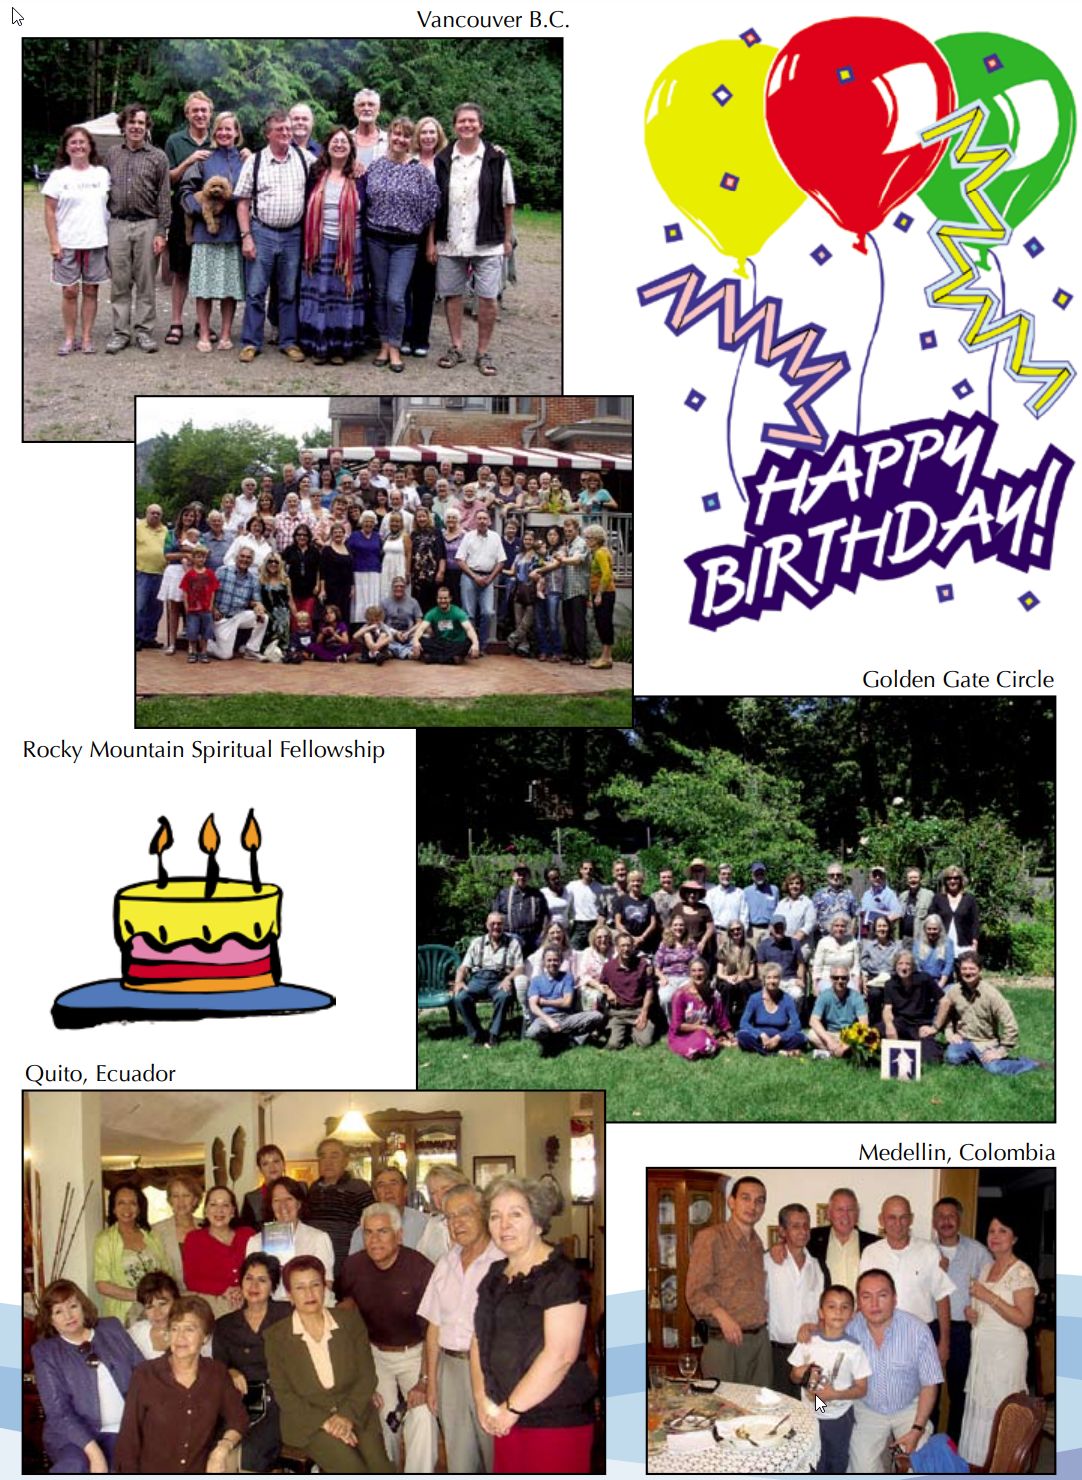 Vancouver B.C.
HAPPY
BIRTHDAY!
Golden Gate Circle
Rocky Mountain Spiritual Fellowship
Quito, Ecuador
Medellin, Colombia